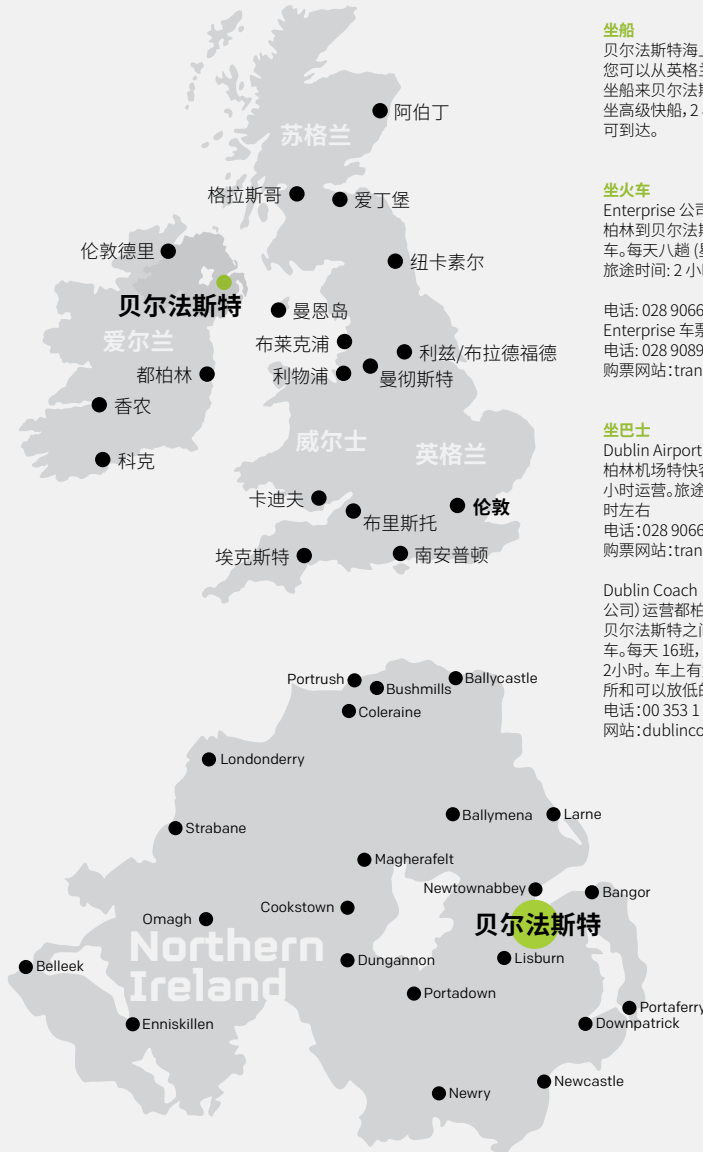 苏格兰
阿伯丁
格拉斯哥
爱丁堡
伦敦德里
纽卡素尔
贝尔法斯特
曼恩岛
爱尔兰
布莱克浦
利兹/布拉德福德
都柏林
利物浦
曼彻斯特
香农
威尔士
英格兰
科克
卡迪夫
伦敦
布里斯托
埃克斯特
南安普顿
Portrush
Bushmills
Ballycastle
Coleraine
Londonderry
Ballymena
Larne
Strabane
Magherafelt
Newtownabbey
Bangor
Cookstown
Omagh
贝尔法斯特
Northern
Ireland
Belleek
Dungannon
Lisburn
Portadown
Portaferry
Enniskillen
Downpatrick
Newcastle
Newry
坐船
贝尔法斯特海
您可以从英格
坐船来贝尔法
坐高级快船，2
可到达。
坐火车
Enterprise 公
柏林到贝尔法
车。每天八趟 (
旅途时间: 2 小
电话: 028 9066
Enterprise 车票
电话: 028 9089
购票网站：tran
坐巴士
Dublin Airport
柏林机场特快
小时运营。旅途
时左右
电话：028 9066
购票网站：tran
Dublin Coach
公司）运营都柏
贝尔法斯特之
车。每天 16班，
2小时。车上有
所和可以放低的
电话：00 353 1
网站：dublinco